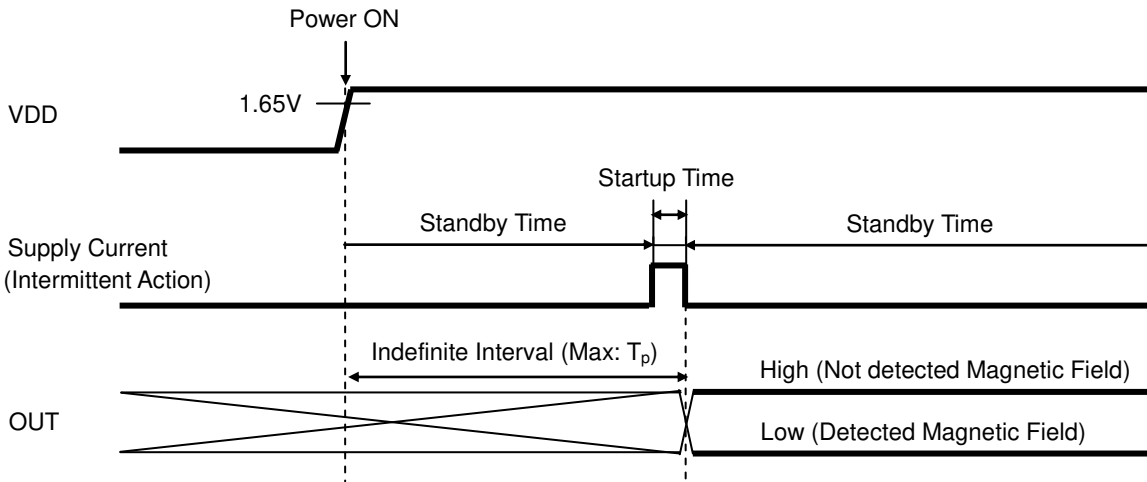 Power ON
1.65V
VDD
Startup Time
Standby Time
Standby Time
Supply Current
(Intermittent Action)
Indefinite Interval (Max: Tp)
High (Not detected Magnetic Field)
OUT
Low (Detected Magnetic Field)